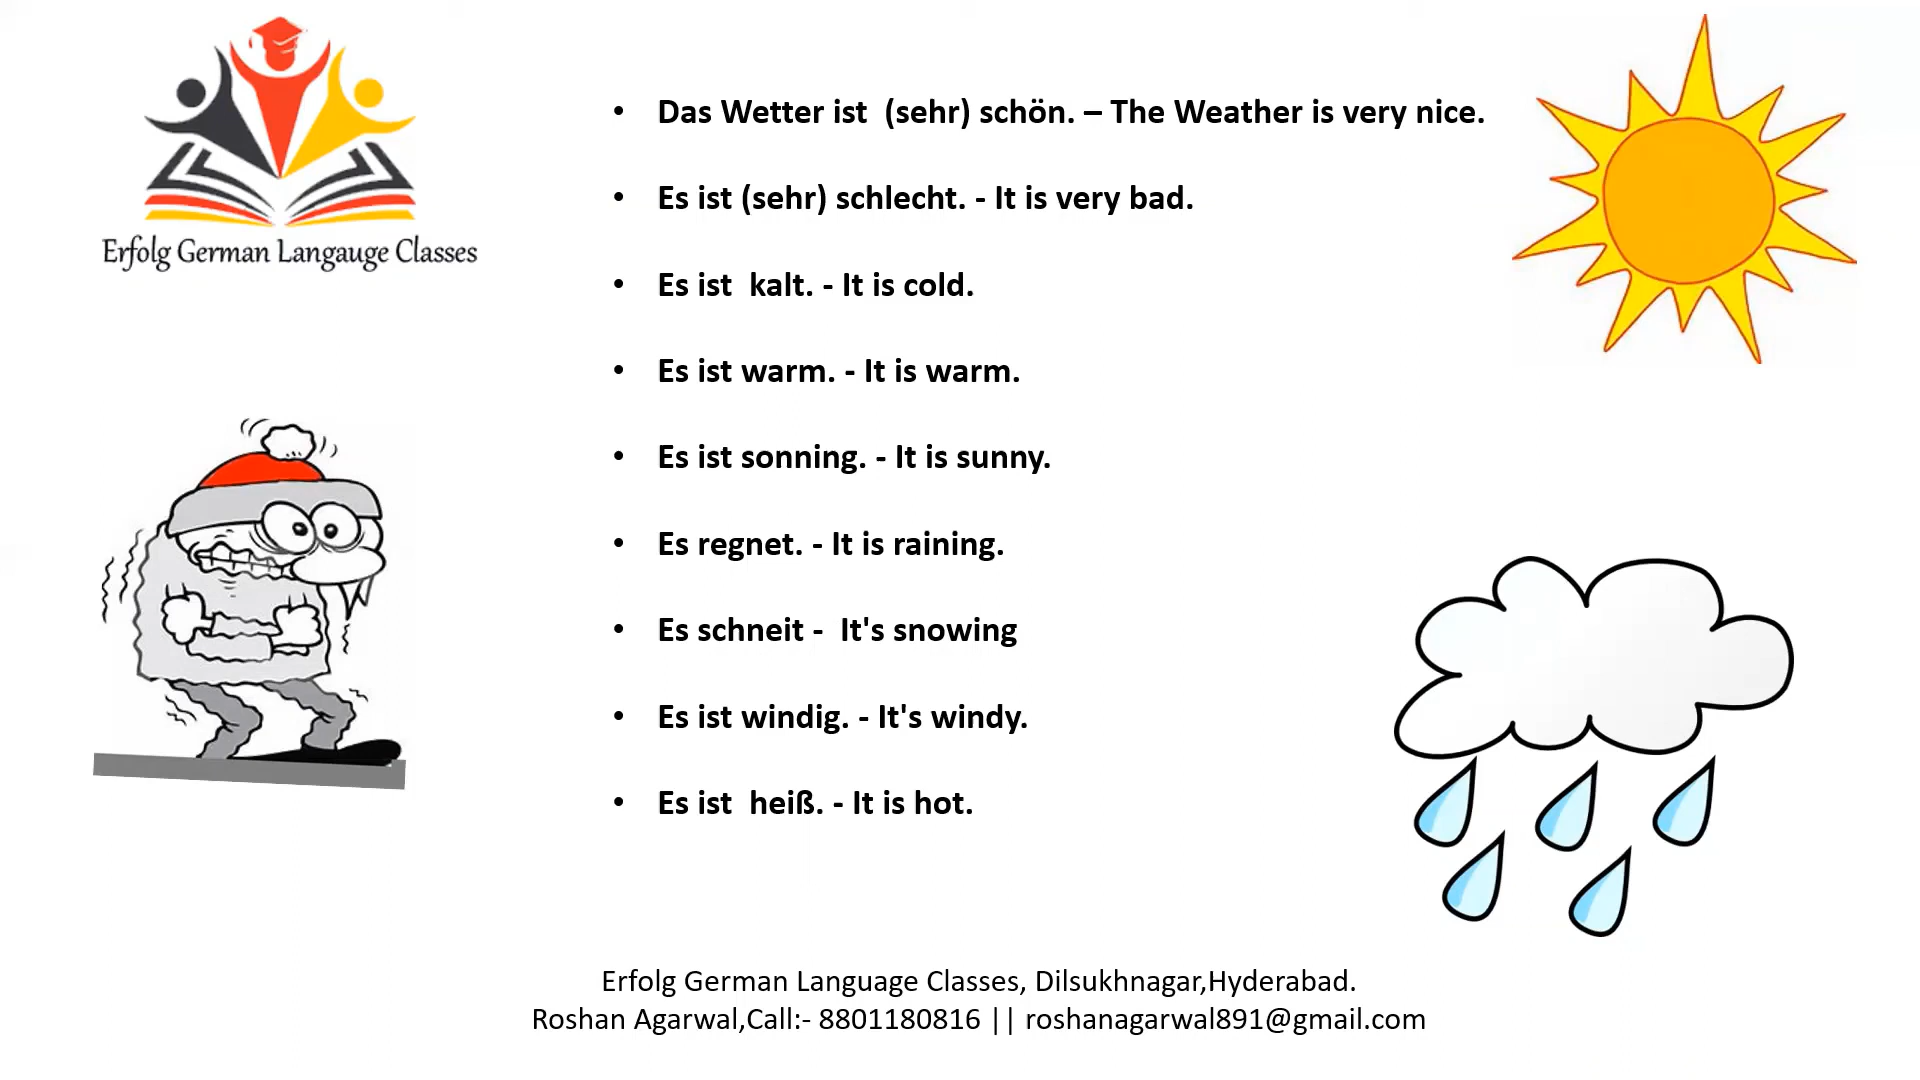 Erfolg German Langauge Classes
• Das Wetter ist (sehr) schön. – The Weather is very nice.
• Es ist (sehr) schlecht. - It is very bad.
• Es ist kalt. - It is cold.
• Es ist warm. - It is warm.
• Es ist sonning. - It is sunny.
• Es regnet. - It is raining.
• Es schneit - It's snowing
• Es ist windig. - It's windy.
• Es ist heiß. - It is hot.
Erfolg German Language Classes, Dilsukhnagar,Hyderabad.
Roshan Agarwal,Call:- 8801180816 || roshanagarwal891@gmail.com